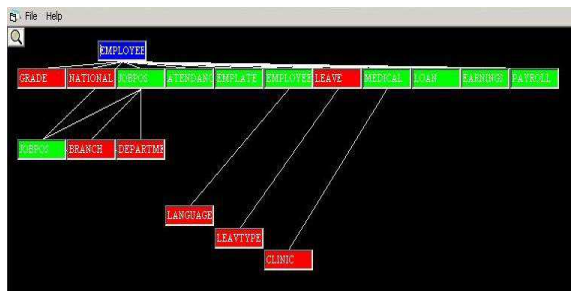 File Help
EMPLOYEE
GRADE NATIONAL JOBPOS ATENDANC EMPLATE EMPLOYEE LEAVE MEDICAL LOAN EARNINGS PAYROLL
JOBPOS BRANCH DEPARTME
LANGUAGE
LEAVTYPE
CLINIC